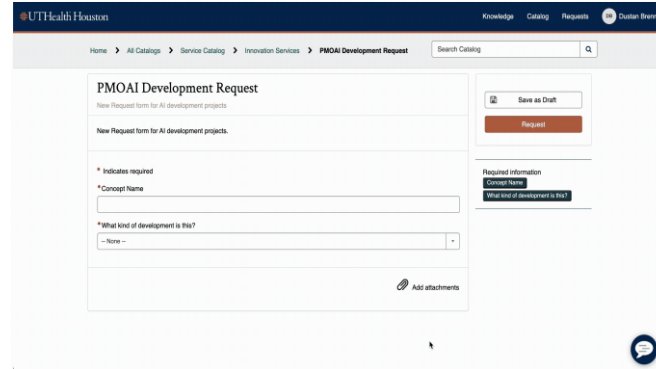 UTHealth Houston
Knowledge Catalog Requests DB Dustan Brenn
Home > All Catalogs > Service Catalog > Innovation Services > PMOAI Development Request
Search Catalog
PMOAI Development Request
New Request form for AI development projects
New Request form for AI development projects.
* Indicates required
*Concept Name
*What kind of development is this?
-- None --
Add attachments
Save as Draft
Request
Required information
Concept Name
What kind of development is this?